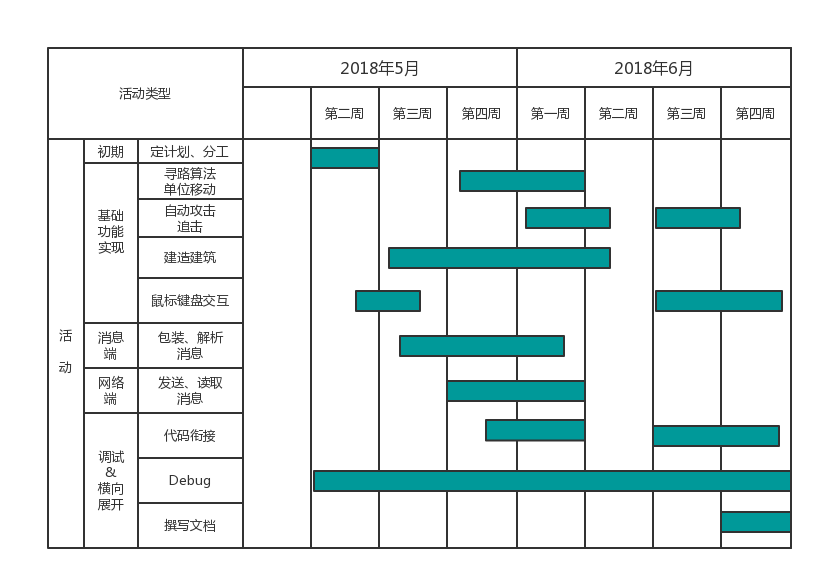 2018年5月
2018年6月
活动类型
第二周
第三周
第四周
第一周
第二周
第三周
第四周
活
动
初期
定计划、分工
基础
功能
实现
寻路算法
单位移动
自动攻击
追击
建造建筑
鼠标键盘交互
消息
端
包装、解析
消息
网络
端
发送、读取
消息
调试
&
横向
展开
代码衔接
Debug
撰写文档